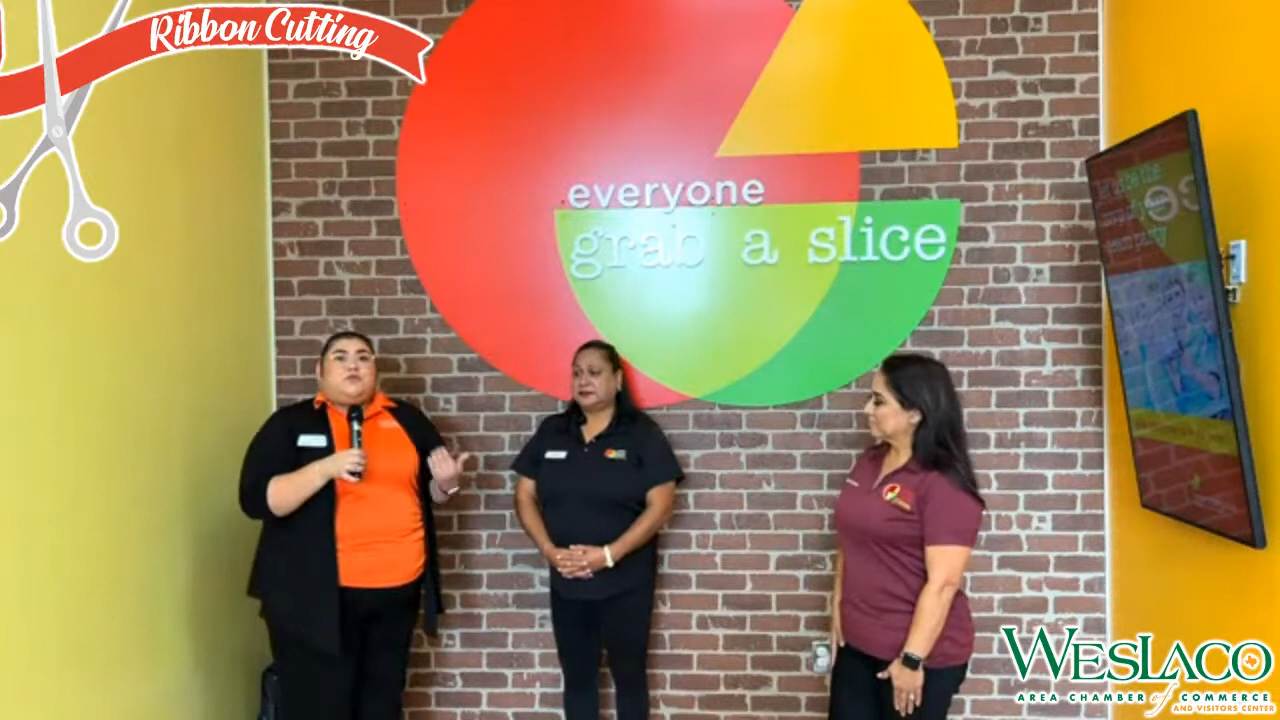 Ribbon Cutting
everyone
grab a slice
WESLACO
AREA CHAMBER of COMMERCE
AND VISITORS CENTER